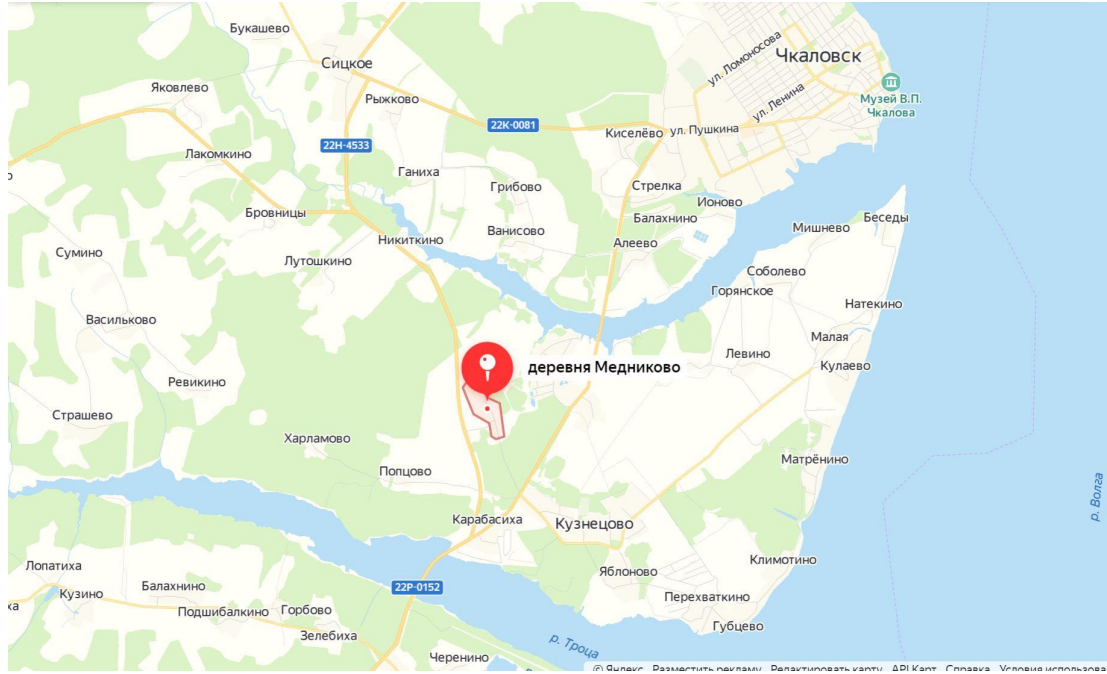 Букашево
Сицкое
Чкаловск
ул. Ломоносова
ул. Ленина
Музей В.П.
Чкалова
Яковлево
Рыжково
22К-0081
Киселёво
ул. Пушкина
22Н-4533
Лакомкино
Ганиха
Грибово
Стрелка
Ионово
Бровницы
Балахнино
Беседы
Никиткино
Ванисово
Алеево
Мишнево
Сумино
Лутошкино
Соболево
Горянское
Натекино
Васильково
Малая
Левино
Кулаево
деревня Медниково
Ревикино
Страшево
Харламово
Попцово
Матрёнино
р. Волга
Карабасиха
Кузнецово
Климотино
Лопатиха
Яблоново
Балахнино
22Р-0152
Кузино
Перехваткино
ха
Подшибалкино
Горбово
Губцево
Зелебиха
р. Троца
Черенино
© Яндекс Разместить рекламу Редактировать карту API Карт Справка Условия использова